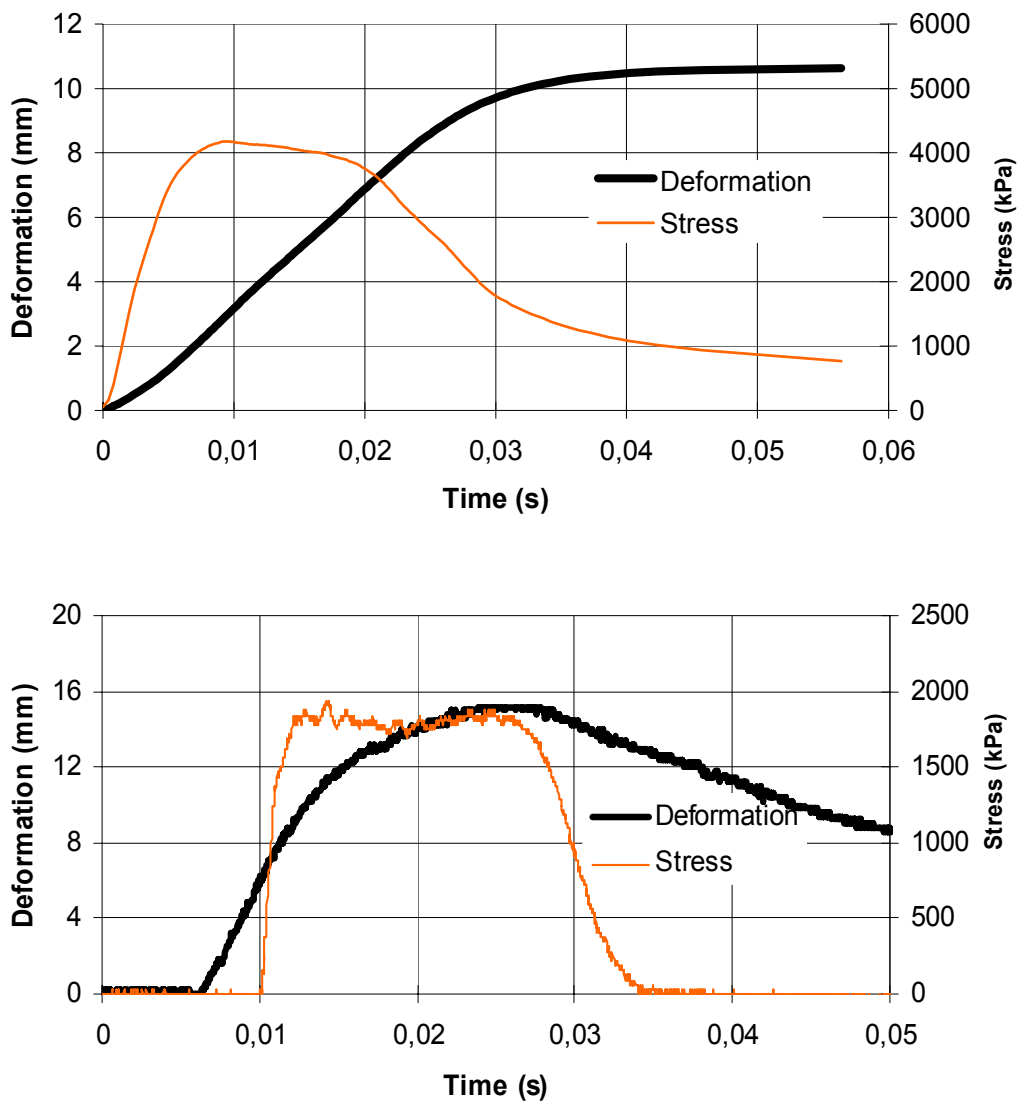 12 6000
10 5000
8 4000
6 3000
4 2000
2 1000
0 0
Deformation (mm)
Stress (kPa)
Deformation
Stress
0 0,01 0,02 0,03 0,04 0,05 0,06
Time (s)
20 2500
16 2000
12 1500
8 1000
4 500
0 0
Deformation (mm)
Stress (kPa)
Deformation
Stress
0 0,01 0,02 0,03 0,04 0,05
Time (s)